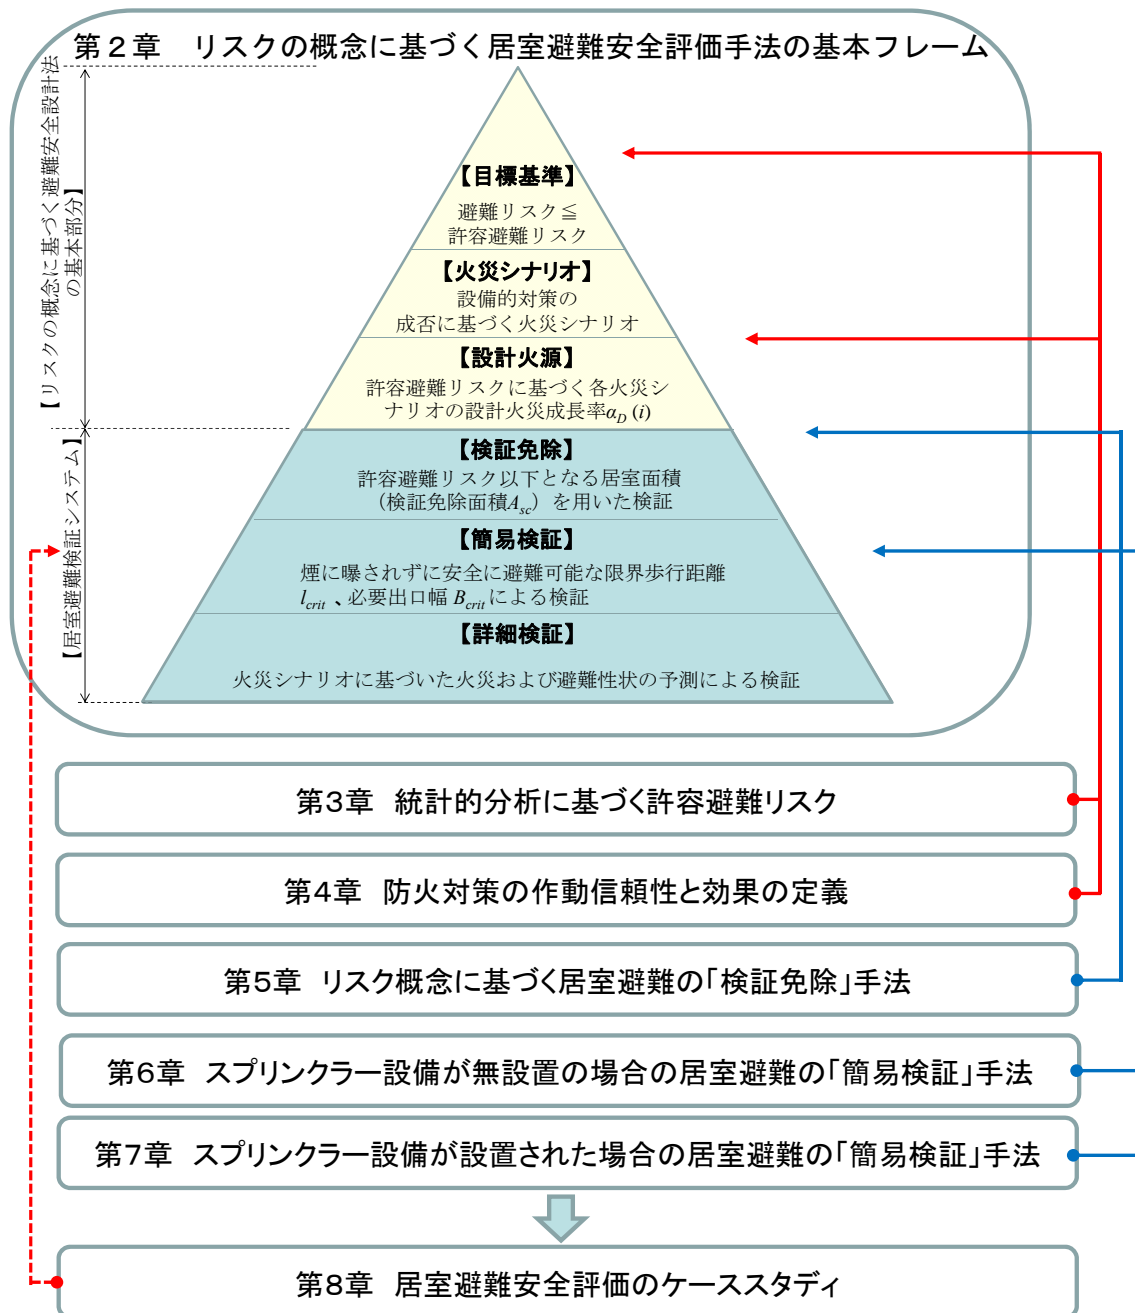 第２章　リスクの概念に基づく居室避難安全評価手法の基本フレーム
【リスクの概念に基づく避難安全設計法
の基本部分】
【目標基準】
避難リスク≦
許容避難リスク
【火災シナリオ】
設備的対策の
成否に基づく火災シナリオ
【設計火源】
許容避難リスクに基づく各火災シ
ナリオの設計火災成長率α_D (i)
【居室避難検証システム】
【検証免除】
許容避難リスク以下となる居室面積
（検証免除面積A_sc）を用いた検証
【簡易検証】
煙に曝されずに安全に避難可能な限界歩行距離
l_crit 、必要出口幅 B_crit による検証
【詳細検証】
火災シナリオに基づいた火災および避難性状の予測による検証
第3章　統計的分析に基づく許容避難リスク
第4章　防火対策の作動信頼性と効果の定義
第5章　リスク概念に基づく居室避難の「検証免除」手法
第6章　スプリンクラー設備が無設置の場合の居室避難の「簡易検証」手法
第7章　スプリンクラー設備が設置された場合の居室避難の「簡易検証」手法
第8章　居室避難安全評価のケーススタディ